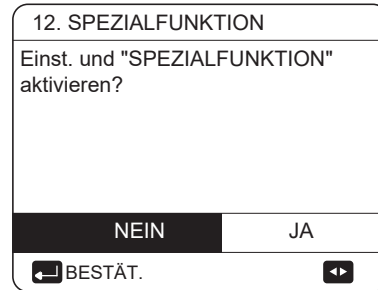 12. SPEZIALFUNKTION
Einst. und "SPEZIALFUNKTION"
aktivieren?
NEIN JA
BESTÄT.